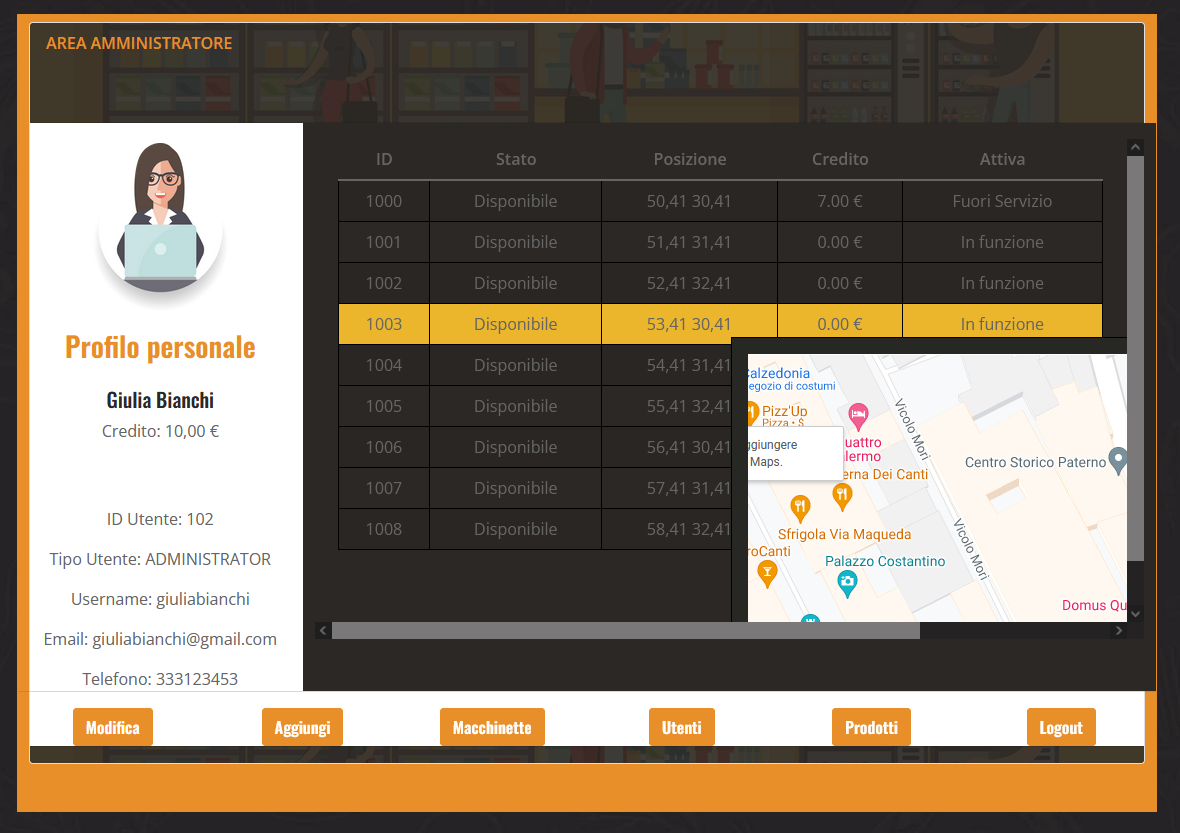 AREA AMMINISTRATORE
Profilo personale
Giulia Bianchi
Credito: 10,00 €
ID Utente: 102
Tipo Utente: ADMINISTRATOR
Username: giuliabianchi
Email: giuliabianchi@gmail.com
Telefono: 333123453
ID Stato Posizione Credito Attiva
1000 Disponibile 50,41 30,41 7.00 € Fuori Servizio
1001 Disponibile 51,41 31,41 0.00 € In funzione
1002 Disponibile 52,41 32,41 0.00 € In funzione
1003 Disponibile 53,41 30,41 0.00 € In funzione
1004 Disponibile 54,41 31,41
1005 Disponibile 55,41 32,41
1006 Disponibile 56,41 30,41
1007 Disponibile 57,41 31,41
1008 Disponibile 58,41 32,41
alzedonia
egozio di costumi
Pizz'Up
Pizza • $
ggiungere
Maps.
uattro
lermo
erna Dei Canti
Vicolo Mori
Centro Storico Paterno
Sfrigola Via Maqueda
roCanti
Palazzo Costantino
Vicolo Mori
Domus Qu
Modifica Aggiungi Macchinette Utenti Prodotti Logout